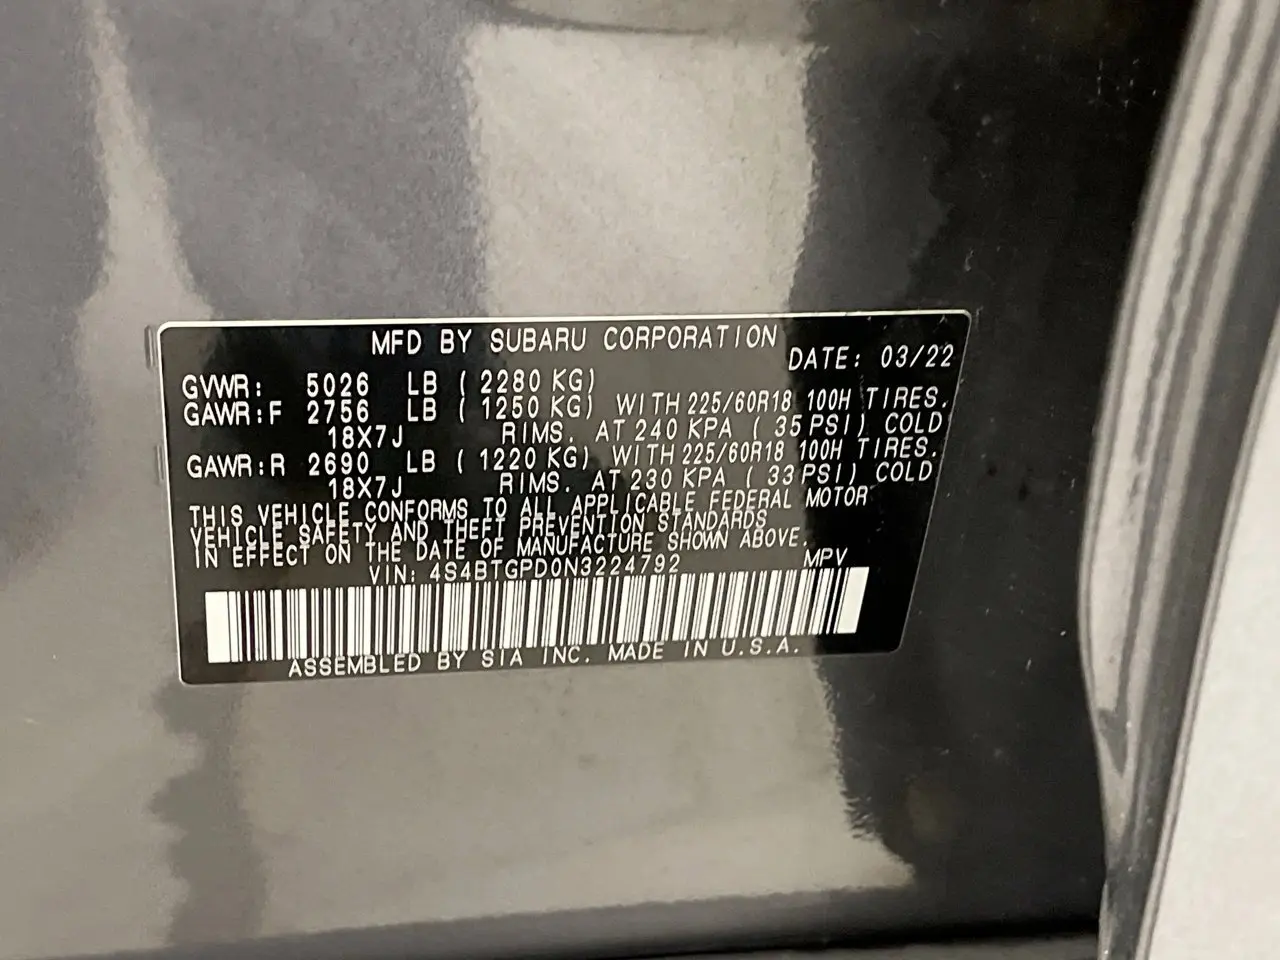 MFD BY SUBARU CORPORATION
DATE: 03/22
GVWR: 5026 LB ( 2280 KG)
GAWR:F 2756 LB ( 1250 KG) WITH 225/60R18 100H TIRES.
18X7J RIMS. AT 240 KPA ( 35 PSI) COLD
GAWR:R 2690 LB ( 1220 KG) WITH 225/60R18 100H TIRES.
18X7J RIMS. AT 230 KPA ( 33 PSI) COLD
THIS VEHICLE CONFORMS TO ALL APPLICABLE FEDERAL MOTOR
VEHICLE SAFETY AND THEFT PREVENTION STANDARDS
IN EFFECT ON THE DATE OF MANUFACTURE SHOWN ABOVE.
VIN: 4S4BTGPD0N3224792 MPV
ASSEMBLED BY SIA INC. MADE IN U.S.A.